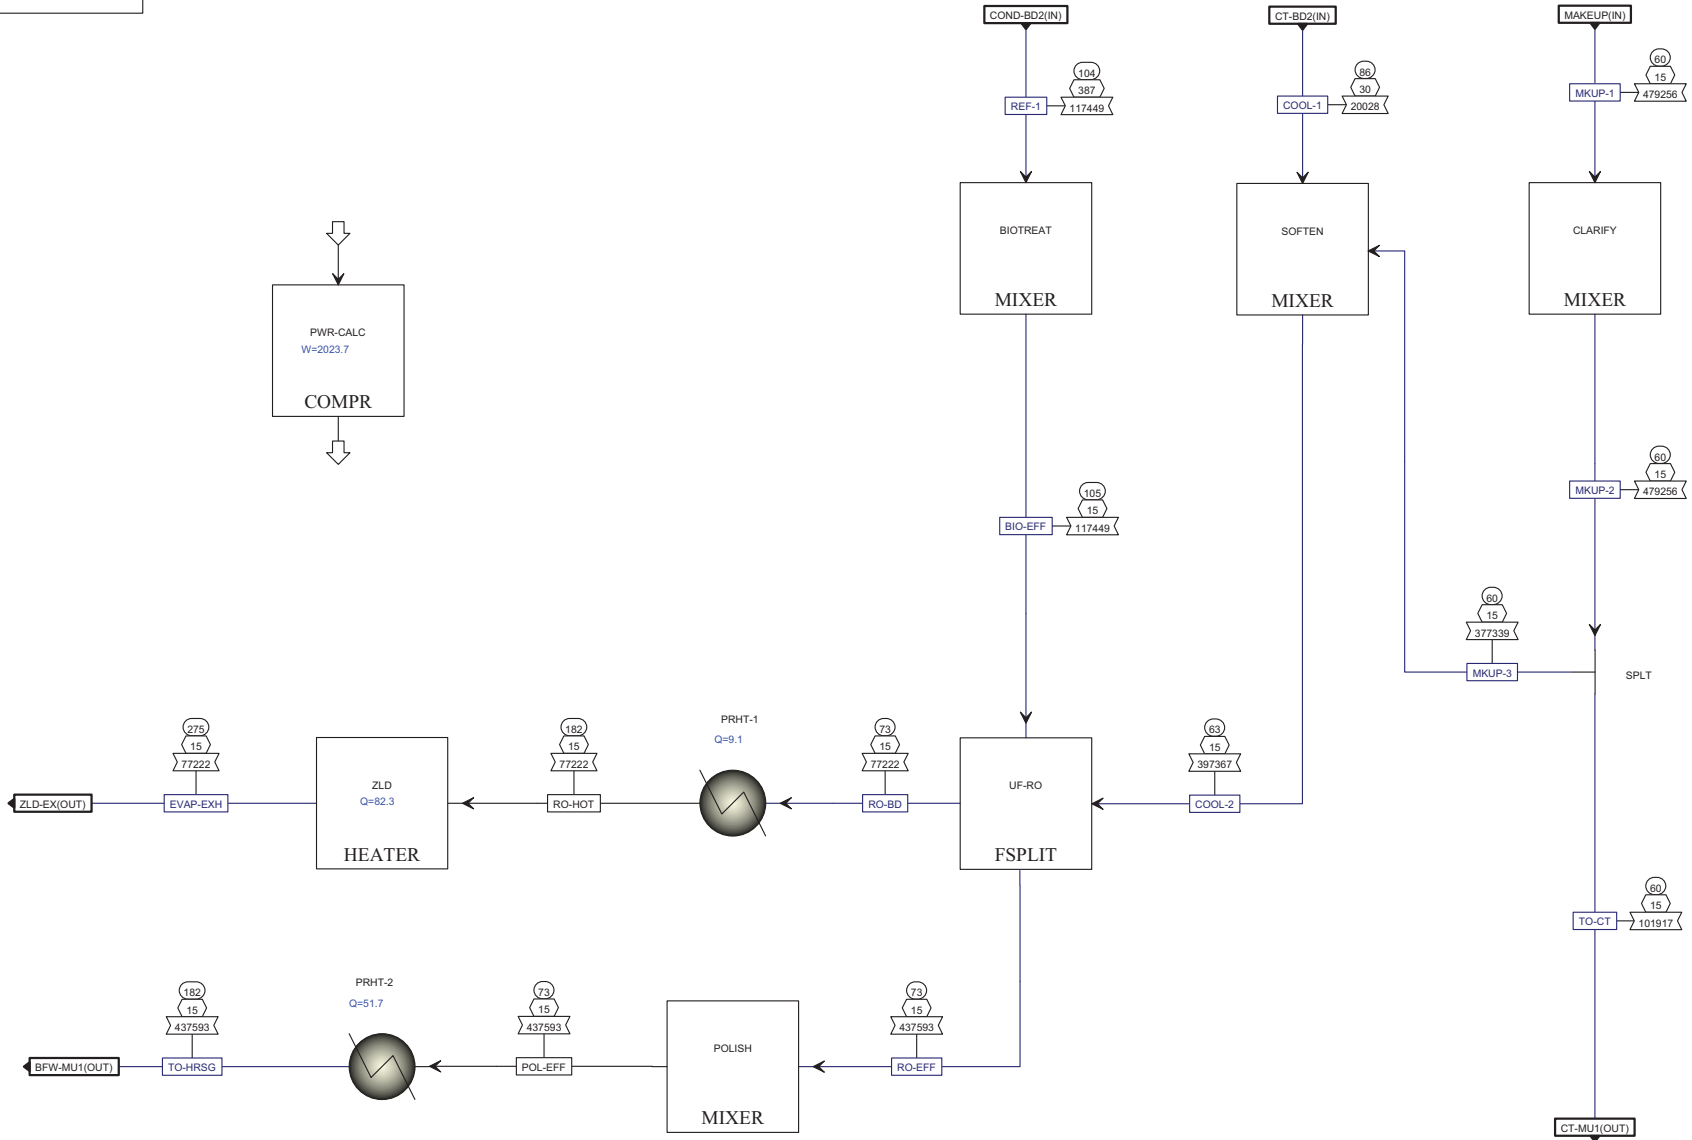 COND-BD2(IN)
CT-BD2(IN)
MAKEUP(IN)
104
387
REF-1
117449
86
30
COOL-1
20028
60
15
MKUP-1
479256
BIOTREAT
MIXER
SOFTEN
MIXER
CLARIFY
MIXER
PWR-CALC
W=2023.7
COMPR
105
15
BIO-EFF
117449
60
15
MKUP-2
479256
60
15
377339
MKUP-3
SPLT
275
15
77222
EVAP-EXH
ZLD-EX(OUT)
ZLD
Q=82.3
HEATER
182
15
77222
RO-HOT
PRHT-1
Q=9.1
73
15
77222
RO-BD
UF-RO
FSPLIT
63
15
397367
COOL-2
60
15
TO-CT
101917
182
15
437593
TO-HRSG
BFW-MU1(OUT)
PRHT-2
Q=51.7
73
15
437593
POL-EFF
POLISH
MIXER
73
15
437593
RO-EFF
CT-MU1(OUT)